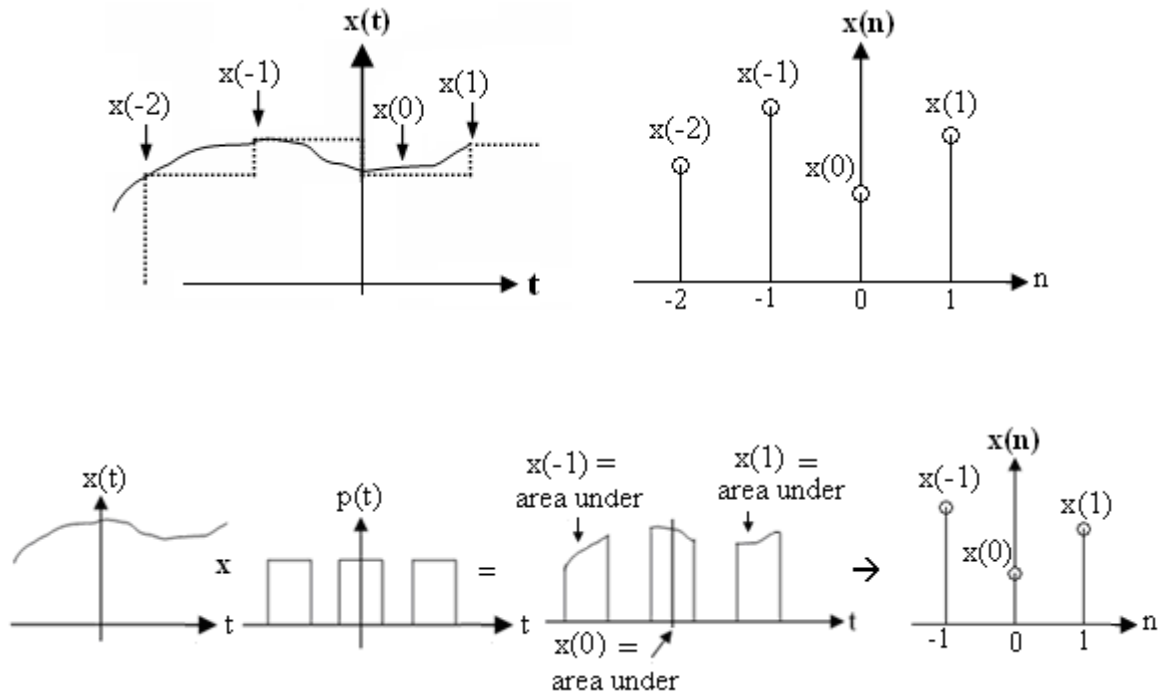 x(t)
x(-2)
x(-1)
x(0)
x(1)
t
x(n)
x(-2)
x(-1)
x(0)
x(1)
-2
-1
0
1
n
x(t)
t
x
p(t)
t
=
x(-1) =
area under
x(1) =
area under
x(0) =
area under
t
→
x(n)
x(-1)
x(0)
x(1)
-1
0
1
n